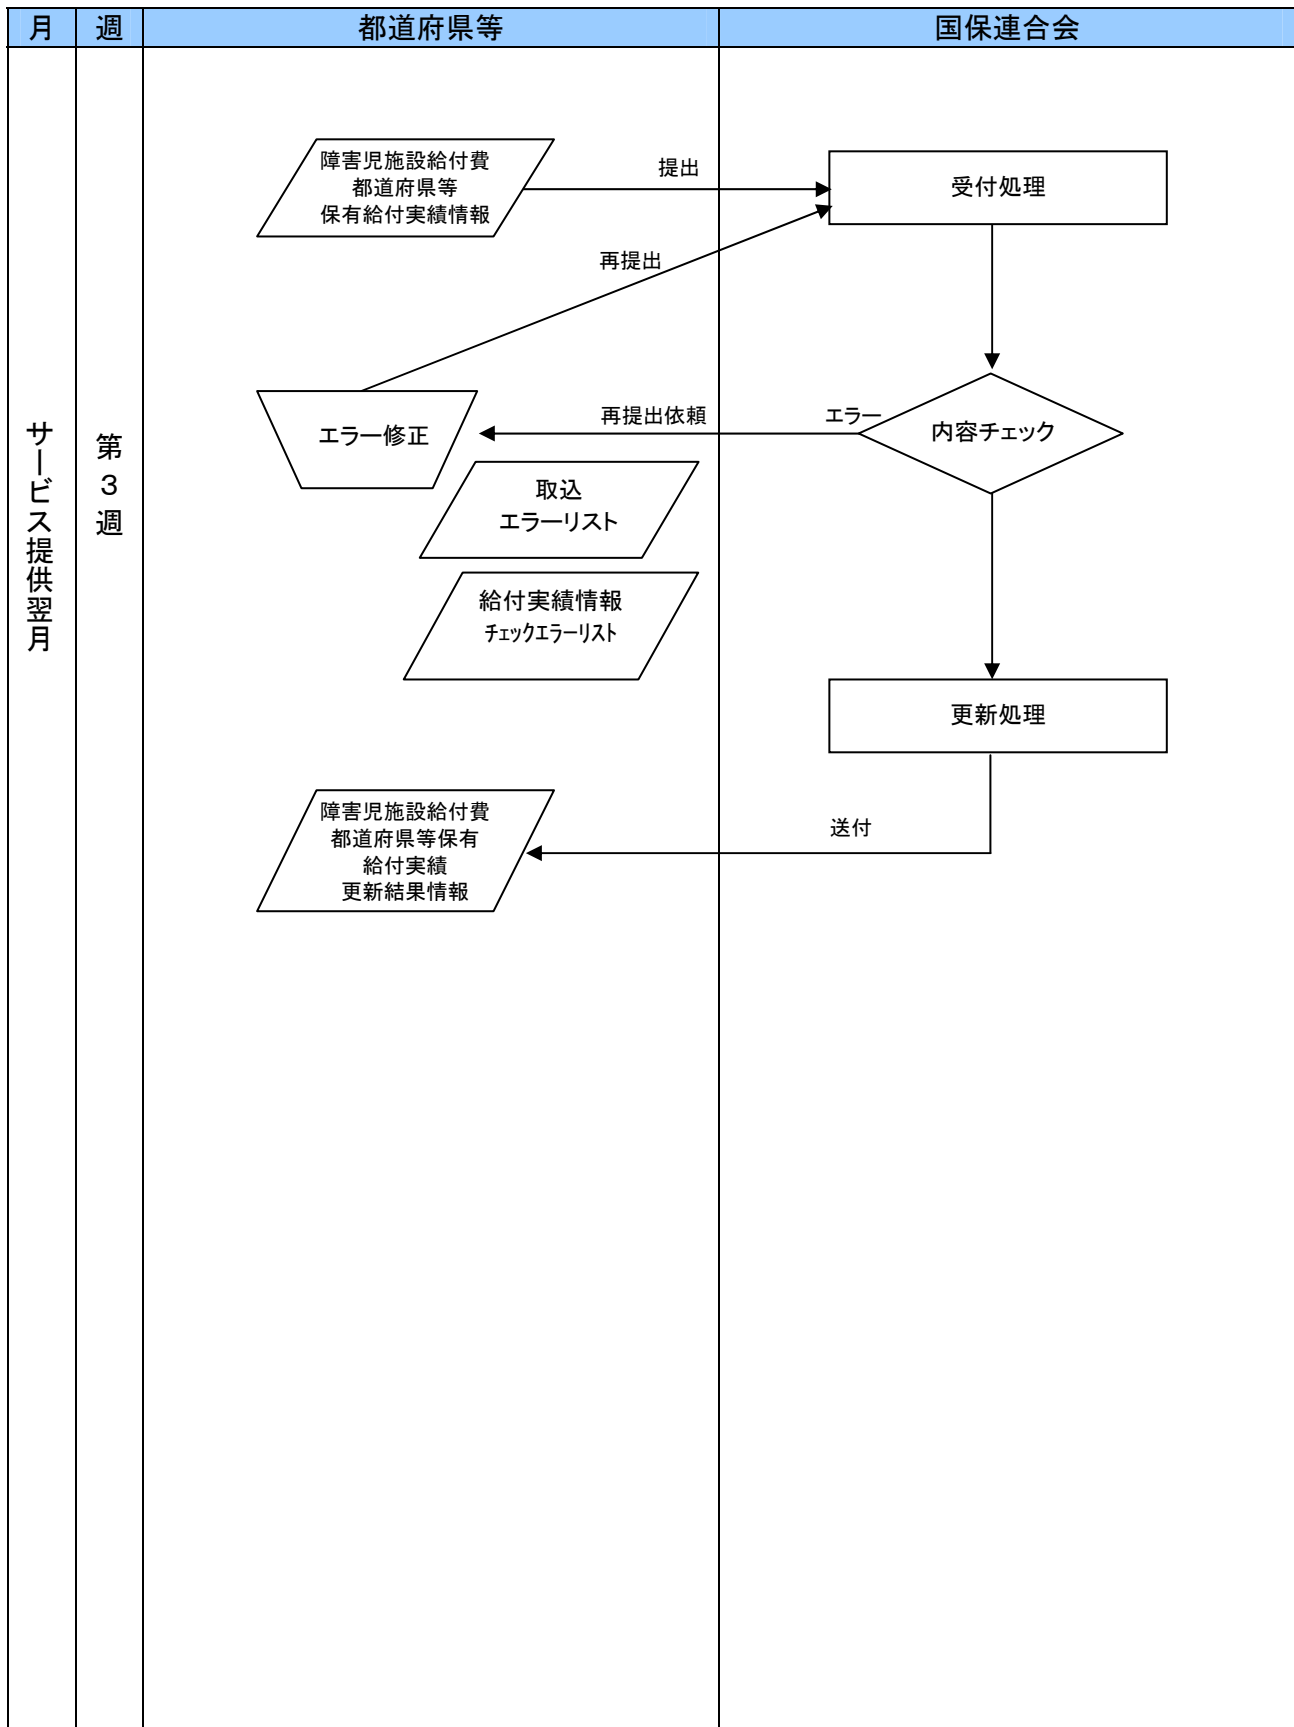 月
週
都道府県等
国保連合会
サービス提供翌月
第3週
障害児施設給付費
都道府県等
保有給付実績情報
提出
受付処理
再提出
エラー修正
再提出依頼
エラー
内容チェック
取込
エラーリスト
給付実績情報
ﾁｪｯｸｴﾗｰﾘｽﾄ
更新処理
障害児施設給付費
都道府県等保有
給付実績
更新結果情報
送付